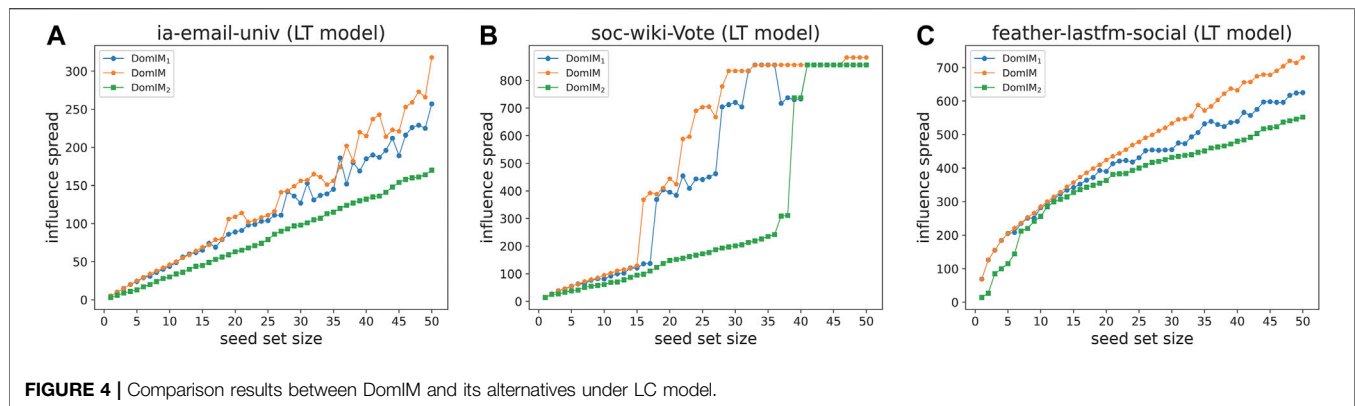 A
ia-email-univ (LT model)
DomIM1
DomIM
DomIM2
influence spread
300
250
200
150
100
50
0
0 5 10 15 20 25 30 35 40 45 50
seed set size
B
soc-wiki-Vote (LT model)
DomIM1
DomIM
DomIM2
influence spread
800
700
600
500
400
300
200
100
0
0 5 10 15 20 25 30 35 40 45 50
seed set size
C
feather-lastfm-social (LT model)
DomIM1
DomIM
DomIM2
influence spread
700
600
500
400
300
200
100
0
0 5 10 15 20 25 30 35 40 45 50
seed set size
FIGURE 4 | Comparison results between DomIM and its alternatives under LC model.